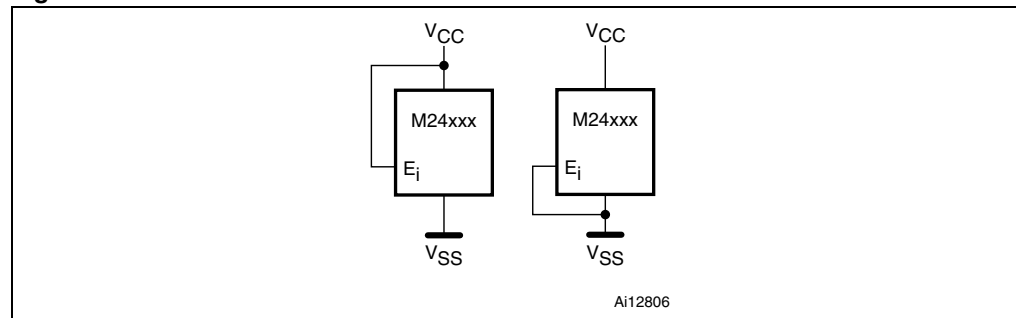 VCC VCC
M24xxx M24xxx
Ei Ei
VSS VSS
Ai12806